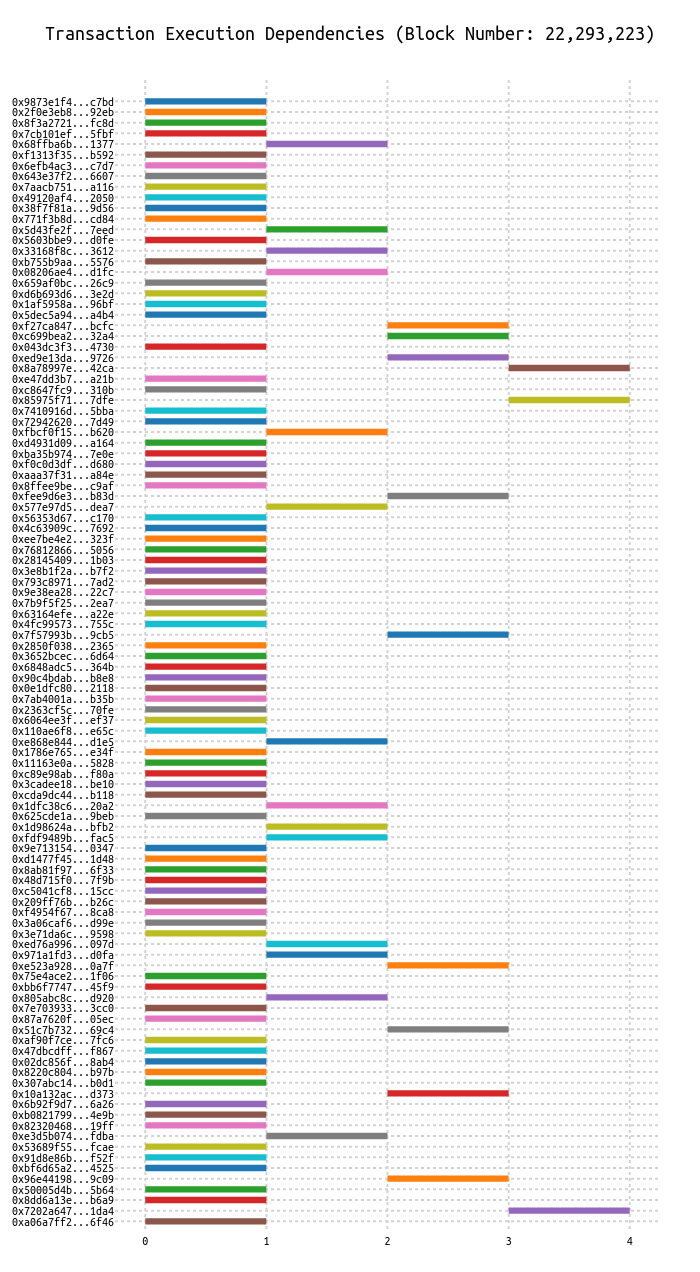 Transaction Execution Dependencies (Block Number: 22,293,223)
0x9873e1f4...c7bd
0x2f0e3eb8...92eb
0x8f3a2721...fc8d
0x7cb101ef...5fbf
0x68ffba6b...1377
0xf1313f35...b592
0x6efb4ac3...c7d7
0x643e37f2...6607
0x7aacb751...a116
0x49120af4...2050
0x38f7f81a...9d56
0x771f3b8d...cd84
0x5d43fe2f...7eed
0x5603bbe9...d0fe
0x33168f8c...3612
0xb755b9aa...5576
0x08206ae4...d1fc
0x659af0bc...26c9
0xd6b693d6...3e2d
0x1af5958a...96bf
0x5dec5a94...a4b4
0xf27ca847...bcfc
0xc699bea2...32a4
0x043dc3f3...4730
0xed9e13da...9726
0x8a78997e...42ca
0xe47dd3b7...a21b
0xc8647fc9...310b
0x85975f71...7dfe
0x7410916d...5bba
0x72942620...7d49
0xfbcf0f15...b620
0xd4931d09...a164
0xba35b974...7e0e
0xf0c0d3df...d680
0xaaa37f31...a84e
0x8ffee9be...c9af
0xfee9d6e3...b83d
0x577e97d5...dea7
0x56353d67...c170
0x4c63909c...7692
0xee7be4e2...323f
0x76812866...5056
0x28145409...1b03
0x3e8b1f2a...b7f2
0x793c8971...7ad2
0x9e38ea28...22c7
0x7b9f5f25...2ea7
0x63164efe...a22e
0x4fc99573...755c
0x7f57993b...9cb5
0x2850f038...2365
0x3652bcec...6d64
0x6848adc5...364b
0x90c4bdab...b8e8
0x0e1dfc80...2118
0x7ab4001a...b35b
0x2363cf5c...70fe
0x6064ee3f...ef37
0x110ae6f8...e65c
0xe868e844...d1e5
0x1786e765...e34f
0x11163e0a...5828
0xc89e98ab...f80a
0x3cadee18...be10
0xcda9dc44...b118
0x1dfc38c6...20a2
0x625cde1a...9beb
0x1d98624a...bfb2
0xfdf9489b...fac5
0x9e713154...0347
0xd1477f45...1d48
0x8ab81f97...6f33
0x48d715f0...7f9b
0xc5041cf8...15cc
0x209ff76b...b26c
0xf4954f67...8ca8
0x3a06caf6...d99e
0x3e71da6c...9598
0xed76a996...097d
0x971a1fd3...d0fa
0xe523a928...0a7f
0x75e4ace2...1f06
0xbb6f7747...45f9
0x805abc8c...d920
0x7e703933...3cc0
0x87a7620f...05ec
0x51c7b732...69c4
0xaf90f7ce...7fc6
0x47dbcdff...f867
0x02dc856f...8ab4
0x8220c804...b97b
0x307abc14...b0d1
0x10a132ac...d373
0x6b92f9d7...6a26
0xb0821799...4e9b
0x82320468...19ff
0xe3d5b074...fdba
0x53689f55...fcae
0x91d8e86b...f52f
0xbf6d65a2...4525
0x96e44198...9c09
0x50005d4b...5b64
0x8dd6a13e...b6a9
0x7202a647...1da4
0xa06a7ff2...6f46
0 1 2 3 4